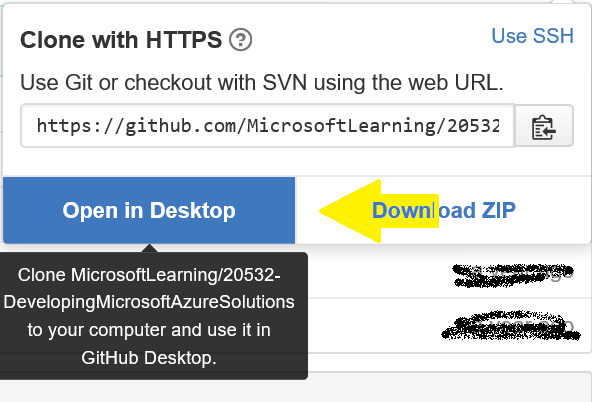 Clone with HTTPS ?
Use SSH
Use Git or checkout with SVN using the web URL.
https://github.com/MicrosoftLearning/20532
Open in Desktop
Download ZIP
Clone MicrosoftLearning/20532-
DevelopingMicrosoftAzureSolutions
to your computer and use it in
GitHub Desktop.